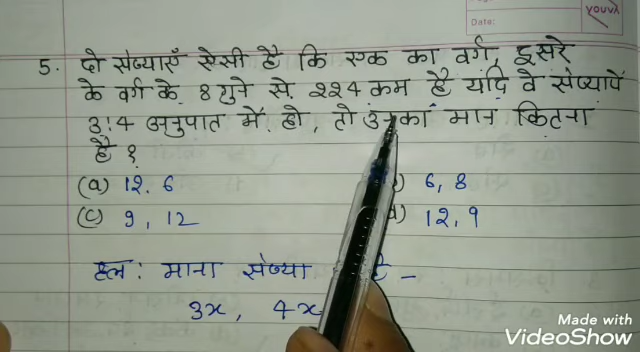 YOUVA
Date:
5. दो संख्याएँ ऐसी है कि एक का वर्ग, दूसरे
के वर्ग के 8 गुने से 224 कम है यदि वे संख्यायें
3:4 अनुपात में हो, तो उनका मान कितना
है ?
(a) 12, 6 ) 6, 8
(c) 9, 12 d) 12, 9
हल: माना संख्या है -
3x, 4x
Made with
VideoShow